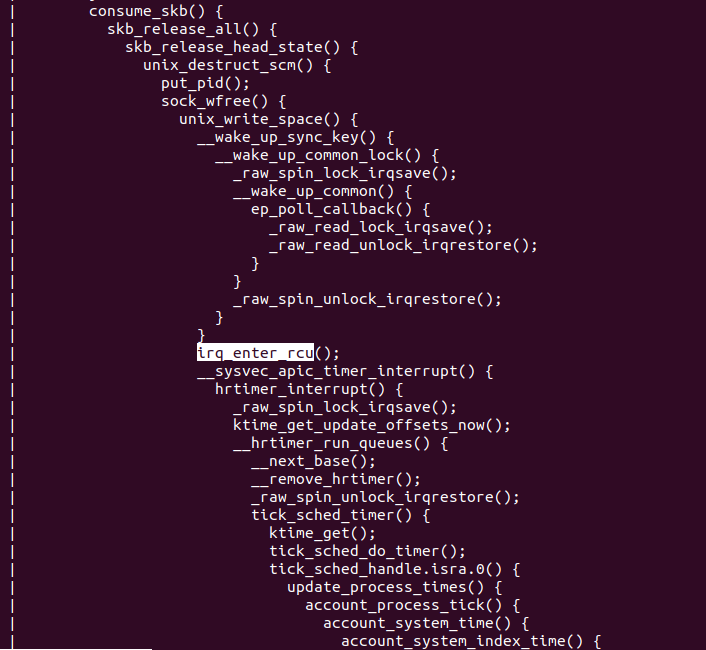 |        consume_skb() {
|          skb_release_all() {
|            skb_release_head_state() {
|              unix_destruct_scm() {
|                put_pid();
|                sock_wfree() {
|                  unix_write_space() {
|                    __wake_up_sync_key() {
|                      __wake_up_common_lock() {
|                        _raw_spin_lock_irqsave();
|                        __wake_up_common() {
|                          ep_poll_callback() {
|                            _raw_read_lock_irqsave();
|                            _raw_read_unlock_irqrestore();
|                          }
|                        }
|                        _raw_spin_unlock_irqrestore();
|                      }
|                    }
|                    irq_enter_rcu();
|                    __sysvec_apic_timer_interrupt() {
|                      hrtimer_interrupt() {
|                        _raw_spin_lock_irqsave();
|                        ktime_get_update_offsets_now();
|                        __hrtimer_run_queues() {
|                          __next_base();
|                          __remove_hrtimer();
|                          _raw_spin_unlock_irqrestore();
|                          tick_sched_timer() {
|                            ktime_get();
|                            tick_sched_do_timer();
|                            tick_sched_handle.isra.0() {
|                              update_process_times() {
|                                account_process_tick() {
|                                  account_system_time() {
|                                    account_system_index_time() {